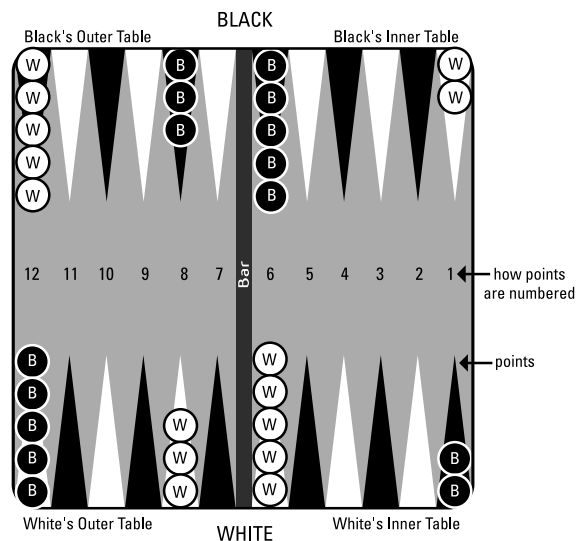 BLACK
Black's Outer Table Black's Inner Table
W B B W
W B B W
W B B
W B
W B
12 11 10 9 8 7 Bar 6 5 4 3 2 1 how points
are numbered
B W points
B W
B W W
B W W B
B W W B
White's Outer Table White's Inner Table
WHITE